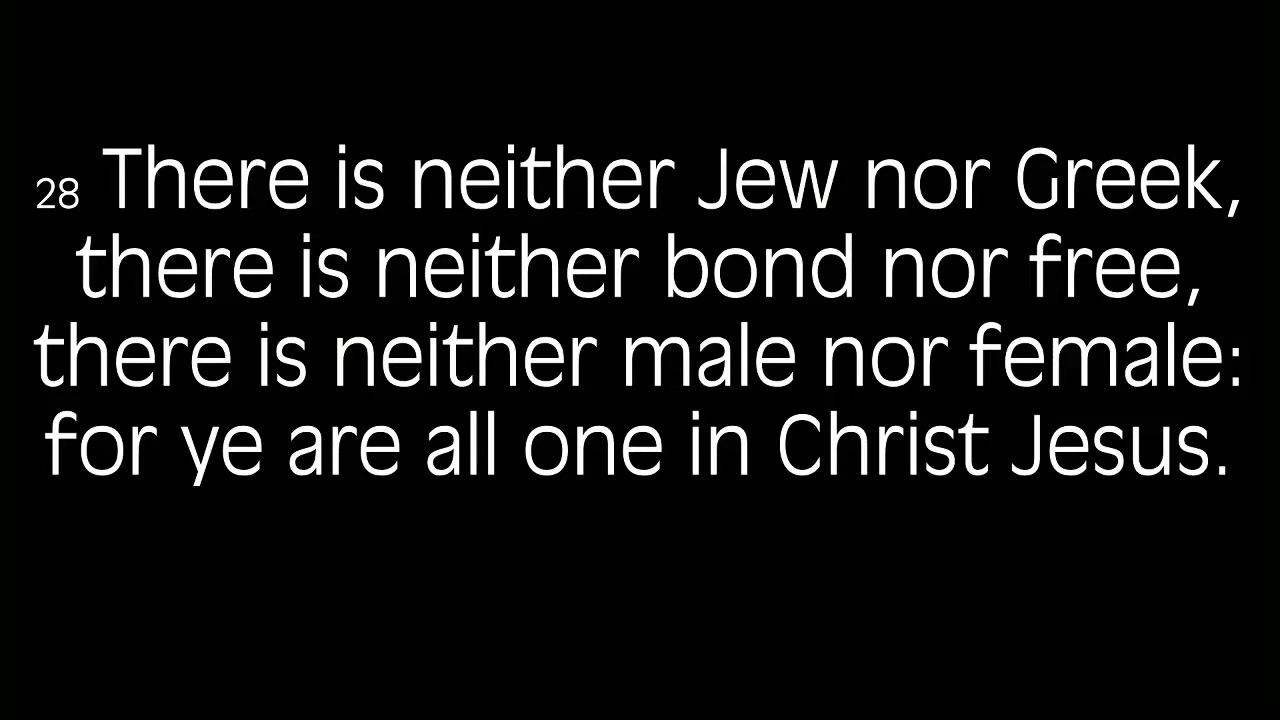 28 There is neither Jew nor Greek,
there is neither bond nor free,
there is neither male nor female:
for ye are all one in Christ Jesus.